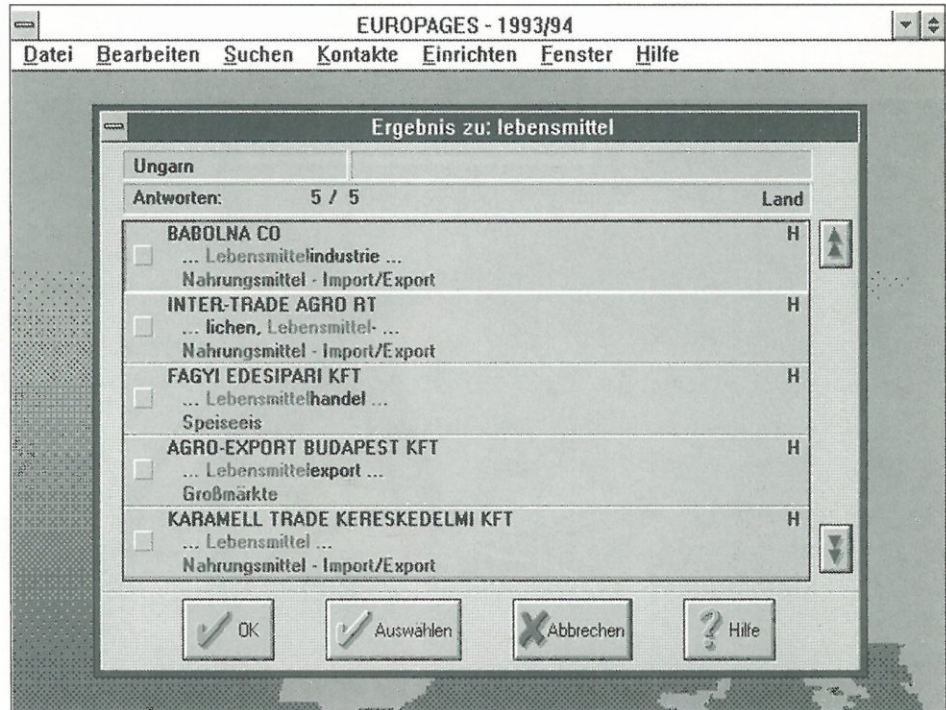 EUROPAGES - 1993/94
Datei Bearbeiten Suchen Kontakte Einrichten Fenster Hilfe
Ergebnis zu: lebensmittel
Ungarn
Antworten: 5 / 5 Land
BABOLNA CO H
... Lebensmittelindustrie ...
Nahrungsmittel - Import/Export
INTER-TRADE AGRO RT H
... lichen, Lebensmittel- ...
Nahrungsmittel - Import/Export
FAGYI EDESIPARI KFT H
... Lebensmittelhandel ...
Speiseeis
AGRO-EXPORT BUDAPEST KFT H
... Lebensmittelexport ...
Großmärkte
KARAMELL TRADE KERESKEDELMI KFT H
... Lebensmittel ...
Nahrungsmittel - Import/Export
OK Auswählen Abbrechen Hilfe